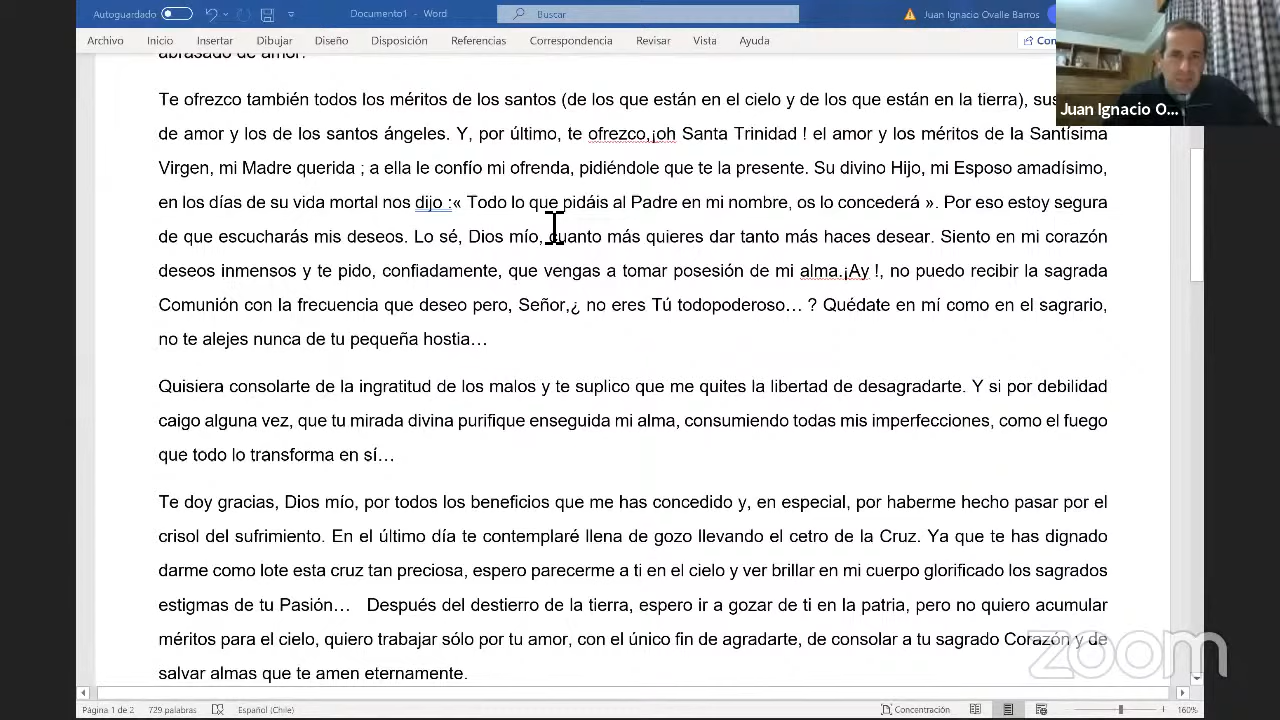 Autoguardado
Documento1 - Word
Buscar
Juan Ignacio Ovalle Barros
Archivo Inicio Insertar Dibujar Diseño Disposición Referencias Correspondencia Revisar Vista Ayuda
Juan Ignacio O...
abrasado de amor.
Te ofrezco también todos los méritos de los santos (de los que están en el cielo y de los que están en la tierra),
de amor y los de los santos ángeles. Y, por último, te ofrezco,¡oh Santa Trinidad ! el amor y los méritos de la Santísima
Virgen, mi Madre querida ; a ella le confío mi ofrenda, pidiéndole que te la presente. Su divino Hijo, mi Esposo amadísimo,
en los días de su vida mortal nos dijo :« Todo lo que pidáis al Padre en mi nombre, os lo concederá ». Por eso estoy segura
de que escucharás mis deseos. Lo sé, Dios mío, cuanto más quieres dar tanto más haces desear. Siento en mi corazón
deseos inmensos y te pido, confiadamente, que vengas a tomar posesión de mi alma.¡Ay !, no puedo recibir la sagrada
Comunión con la frecuencia que deseo pero, Señor,¿ no eres Tú todopoderoso… ? Quédate en mí como en el sagrario,
no te alejes nunca de tu pequeña hostia…
Quisiera consolarte de la ingratitud de los malos y te suplico que me quites la libertad de desagradarte. Y si por debilidad
caigo alguna vez, que tu mirada divina purifique enseguida mi alma, consumiendo todas mis imperfecciones, como el fuego
que todo lo transforma en sí…
Te doy gracias, Dios mío, por todos los beneficios que me has concedido y, en especial, por haberme hecho pasar por el
crisol del sufrimiento. En el último día te contemplaré llena de gozo llevando el cetro de la Cruz. Ya que te has dignado
darme como lote esta cruz tan preciosa, espero parecerme a ti en el cielo y ver brillar en mi cuerpo glorificado los sagrados
estigmas de tu Pasión… Después del destierro de la tierra, espero ir a gozar de ti en la patria, pero no quiero acumular
méritos para el cielo, quiero trabajar sólo por tu amor, con el único fin de agradarte, de consolar a tu sagrado Corazón y de
salvar almas que te amen eternamente.
zoom
Página 1 de 2 729 palabras Español (Chile) Concentración 160%